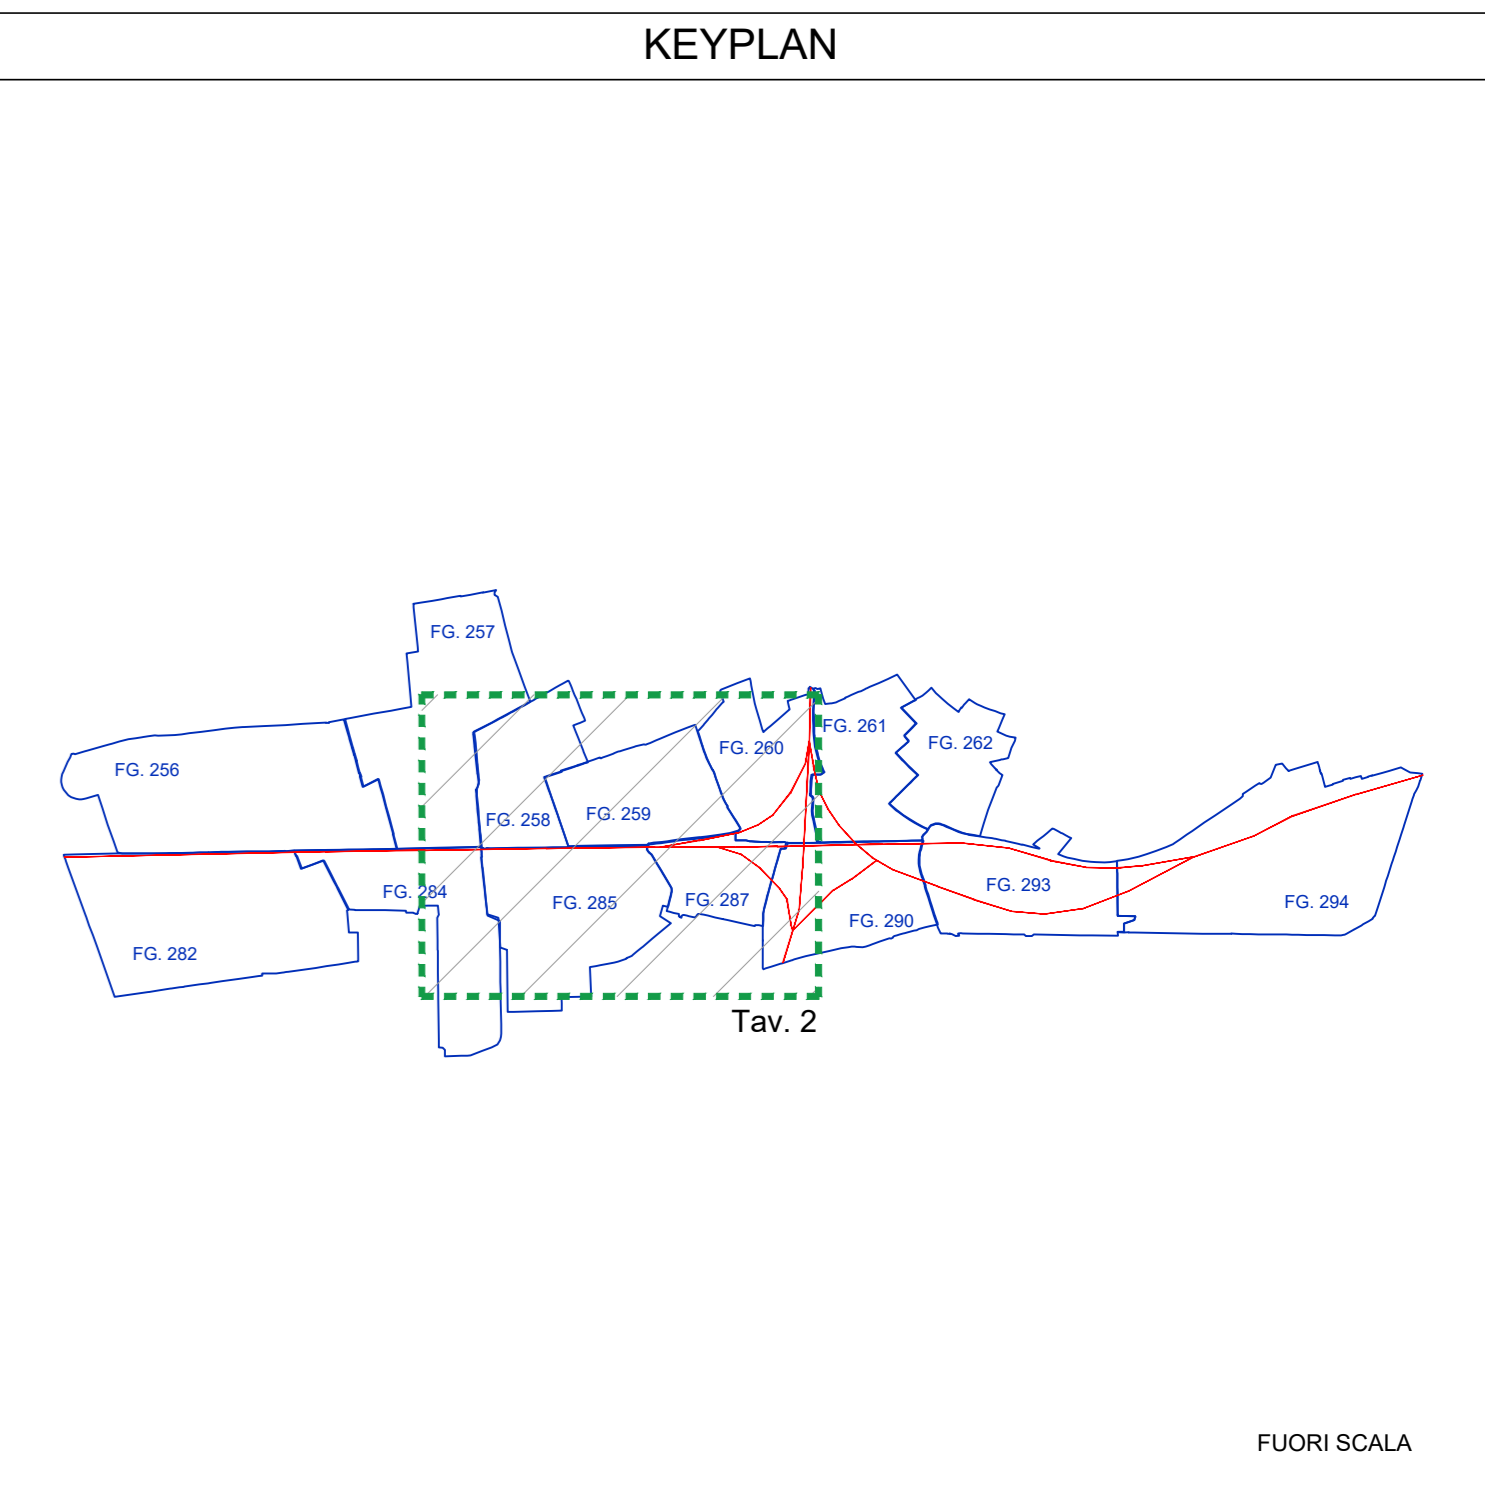 KEYPLAN
FG. 257
FG. 261
FG. 260
FG. 262
FG. 256
FG. 259
FG. 258
FG. 293
FG. 284
FG. 287
FG. 285
FG. 294
FG. 290
FG. 282
Tav. 2
FUORI SCALA